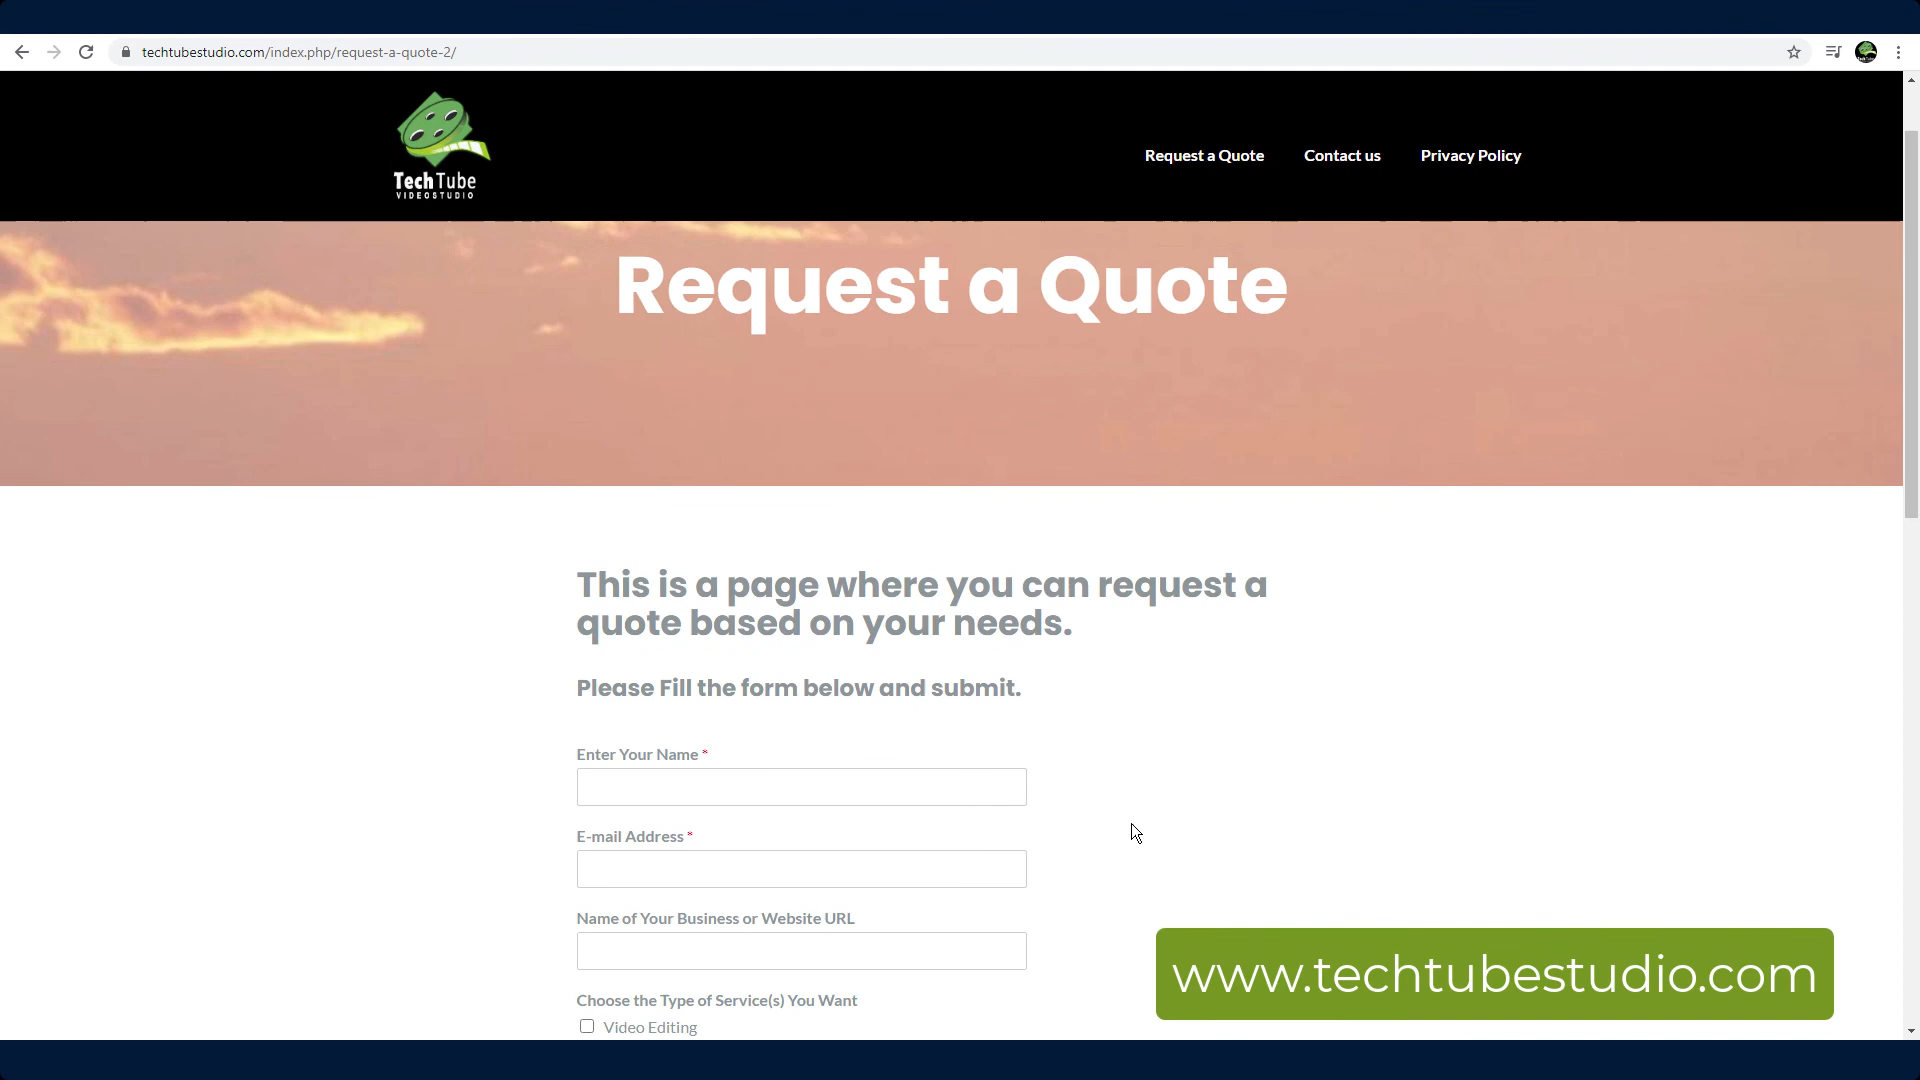 techtubestudio.com/index.php/request-a-quote-2/
TechTube
VIDEOSTUDIO
Request a Quote
Contact us
Privacy Policy
Request a Quote
This is a page where you can request a
quote based on your needs.
Please Fill the form below and submit.
Enter Your Name *
E-mail Address *
Name of Your Business or Website URL
Choose the Type of Service(s) You Want
Video Editing
www.techtubestudio.com